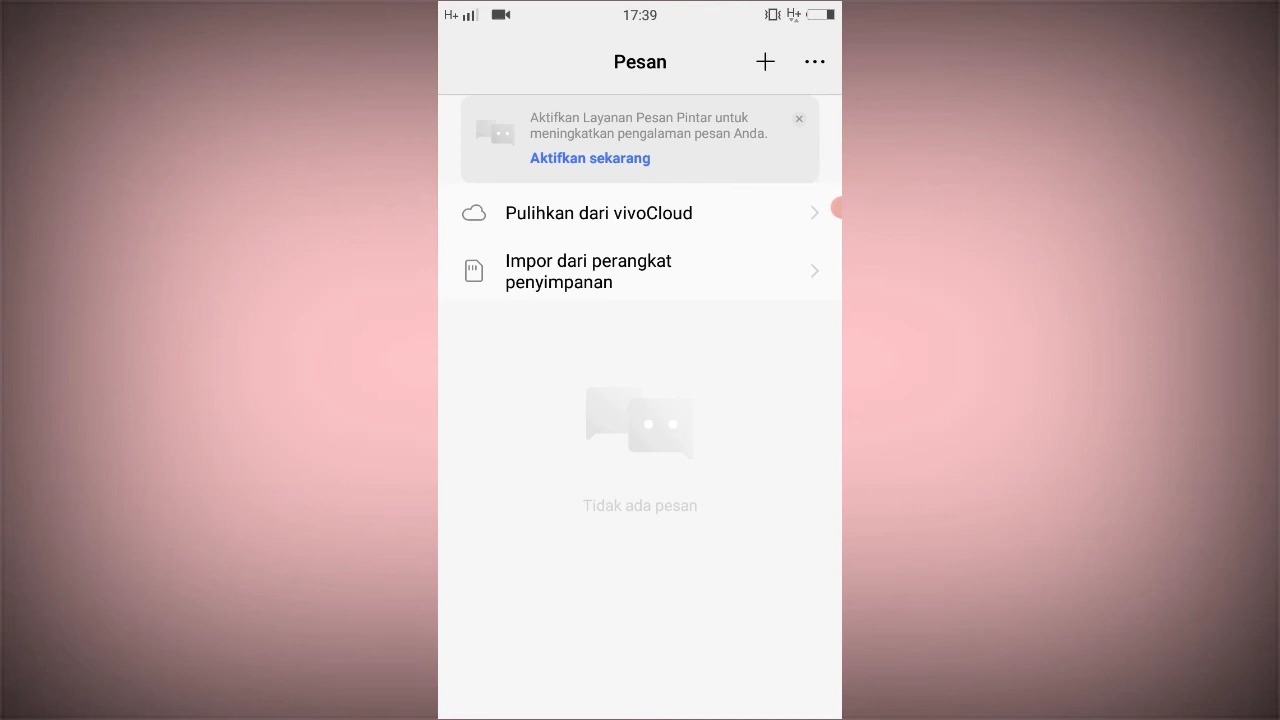 H+ 17:39 H+
Pesan
Aktifkan Layanan Pesan Pintar untuk
meningkatkan pengalaman pesan Anda.
Aktifkan sekarang
Pulihkan dari vivoCloud
Impor dari perangkat
penyimpanan
Tidak ada pesan